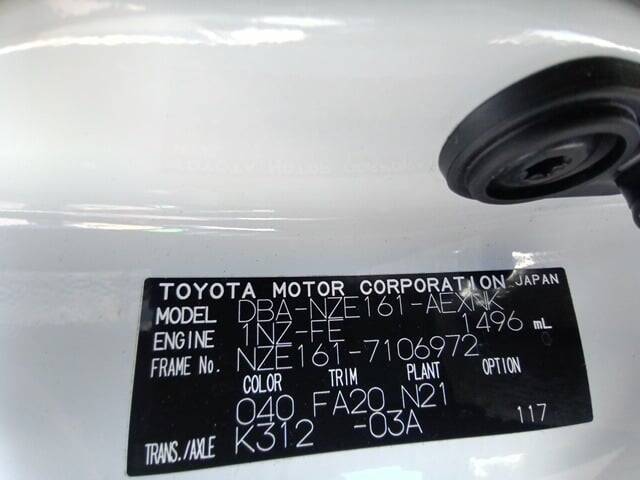 TOYOTA MOTOR CORPORATION JAPAN
MODEL DBA-NZE161-AEXNK
ENGINE 1NZ-FE 1496 mL
FRAME No. NZE161-7106972
COLOR TRIM PLANT OPTION
040 FA20 N21
TRANS./AXLE K312 -03A 117